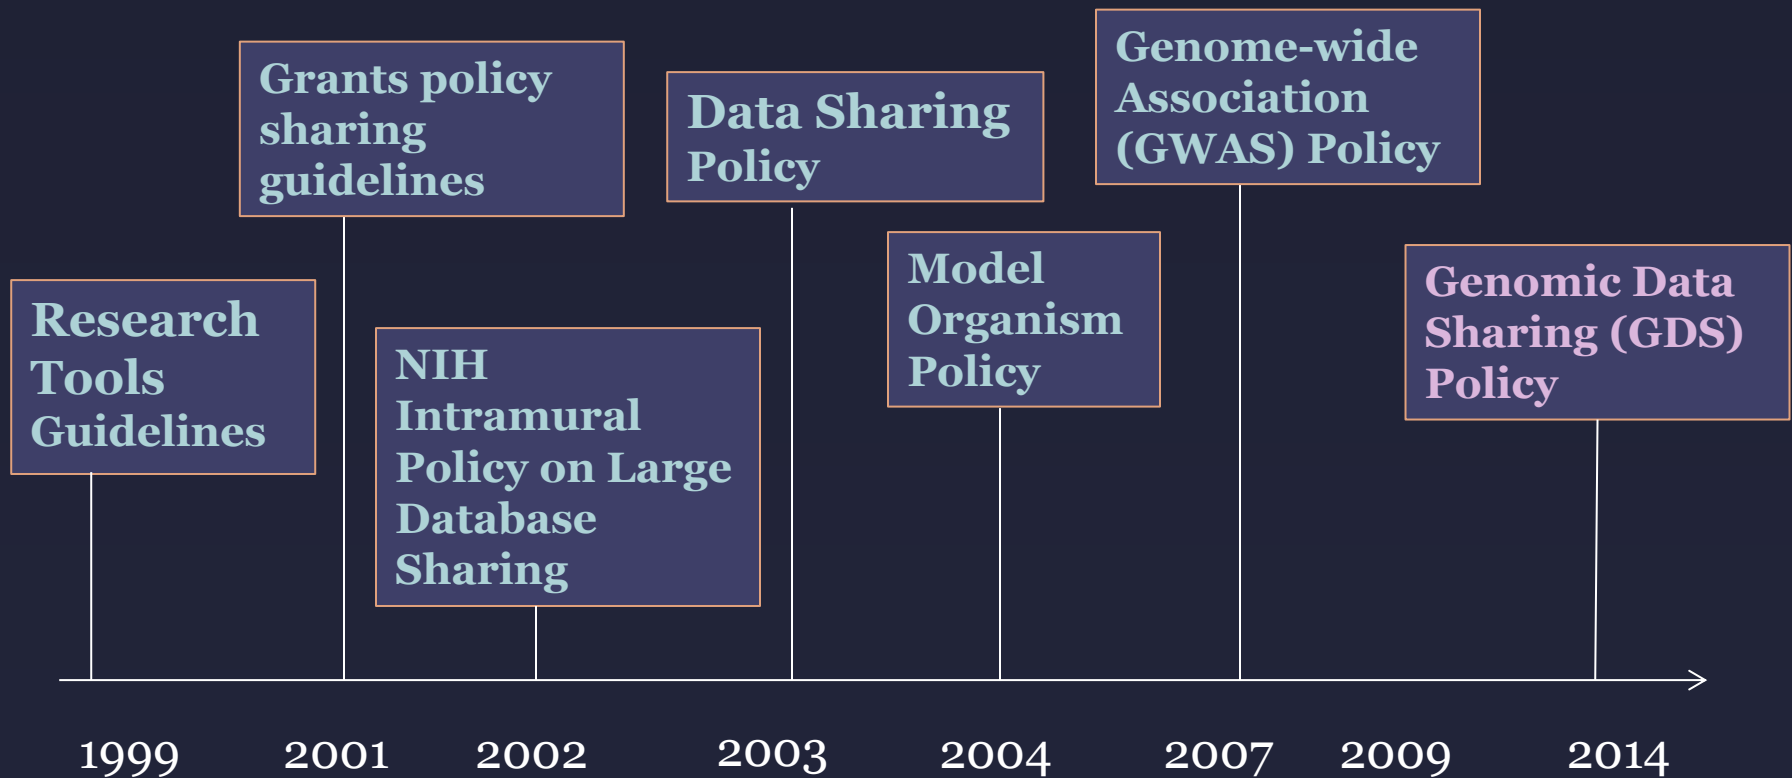 Research
Tools
Guidelines
Grants policy
sharing
guidelines
NIH
Intramural
Policy on Large
Database
Sharing
Data Sharing
Policy
Model
Organism
Policy
Genome-wide
Association
(GWAS) Policy
Genomic Data
Sharing (GDS)
Policy
1999 2001 2002 2003 2004 2007 2009 2014